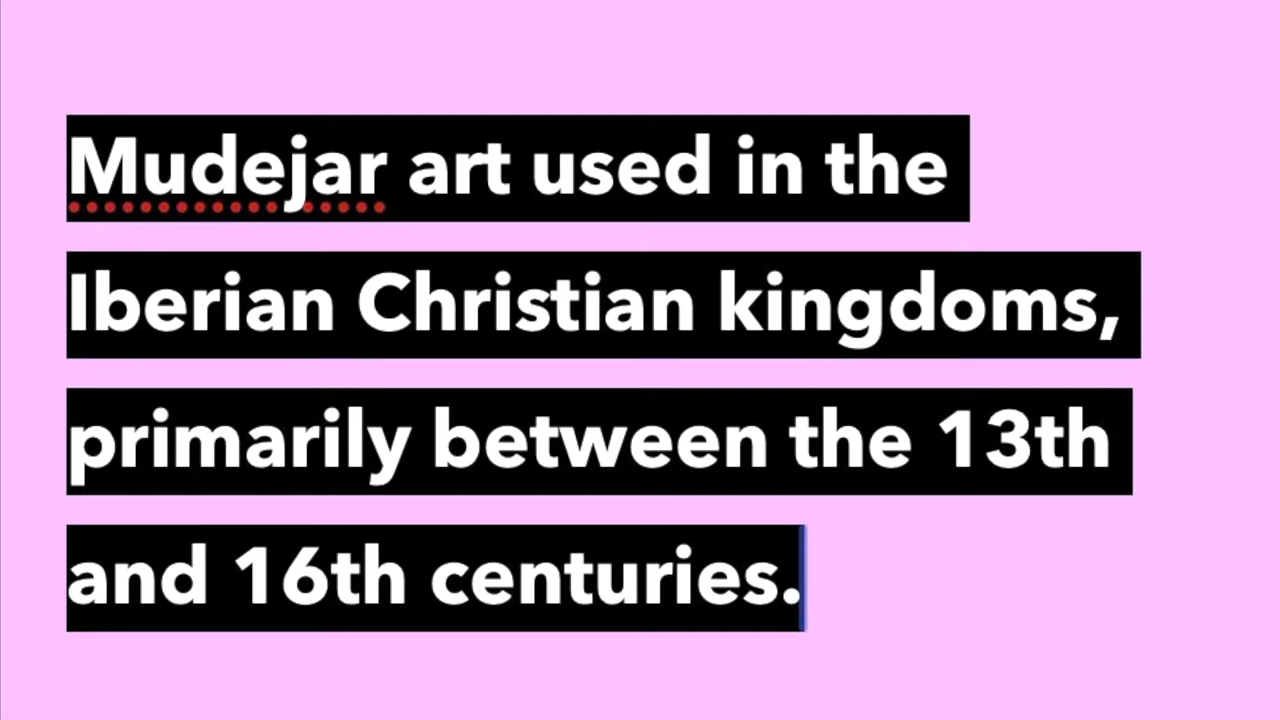 Mudejar art used in the
Iberian Christian kingdoms,
primarily between the 13th
and 16th centuries.